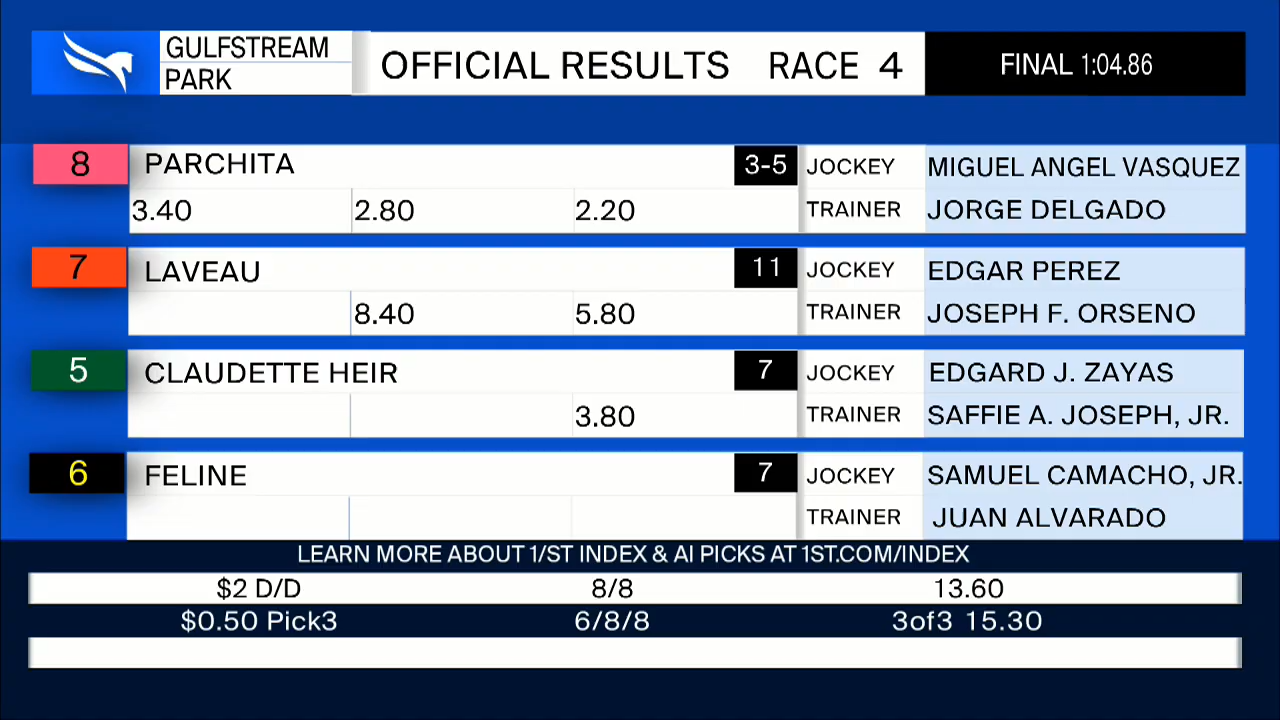 GULFSTREAM PARK OFFICIAL RESULTS RACE 4 FINAL 1:04.86
8 PARCHITA 3-5 JOCKEY MIGUEL ANGEL VASQUEZ
3.40 2.80 2.20 TRAINER JORGE DELGADO
7 LAVEAU 11 JOCKEY EDGAR PEREZ
8.40 5.80 TRAINER JOSEPH F. ORSENO
5 CLAUDETTE HEIR 7 JOCKEY EDGARD J. ZAYAS
3.80 TRAINER SAFFIE A. JOSEPH, JR.
6 FELINE 7 JOCKEY SAMUEL CAMACHO, JR.
TRAINER JUAN ALVARADO
LEARN MORE ABOUT 1/ST INDEX & AI PICKS AT 1ST.COM/INDEX
$2 D/D 8/8 13.60
$0.50 Pick3 6/8/8 3of3 15.30